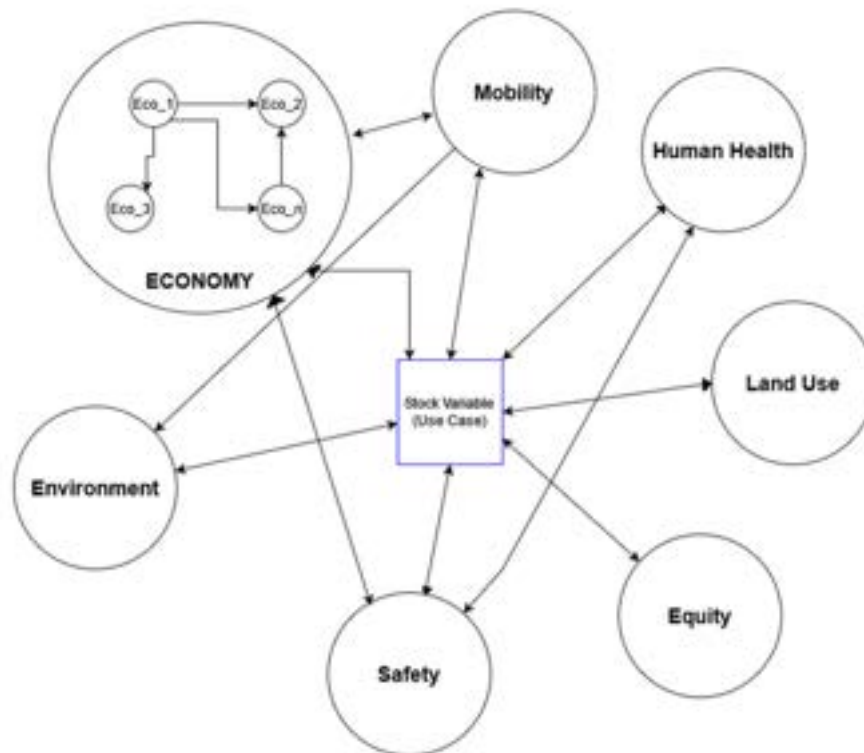 Eco_1
Eco_2
Mobility
Human Health
Eco_3
Eco_n
ECONOMY
Land Use
Stock Variable
(Use Case)
Environment
Equity
Safety